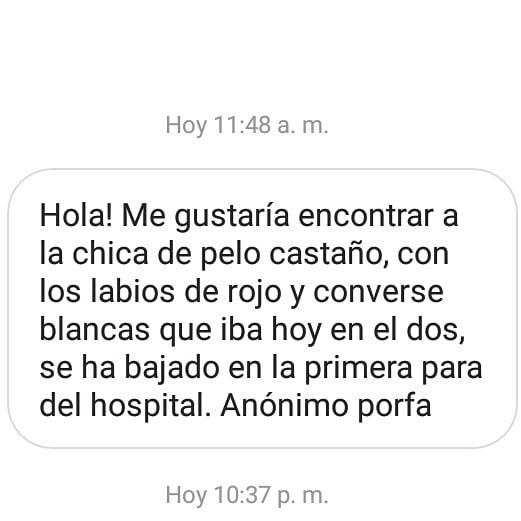 Hoy 11:48 a. m.
Hola! Me gustaría encontrar a
la chica de pelo castaño, con
los labios de rojo y converse
blancas que iba hoy en el dos,
se ha bajado en la primera para
del hospital. Anónimo porfa
Hoy 10:37 p. m.